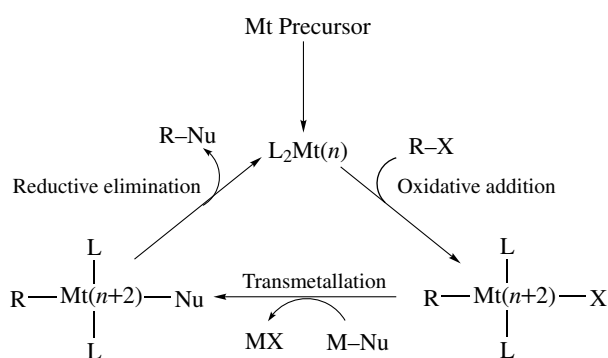 Mt Precursor
R–Nu
L₂Mt(n)
R–X
Reductive elimination
Oxidative addition
L
L
R—Mt(n+2)—Nu
Transmetallation
R—Mt(n+2)—X
L
MX
M–Nu
L